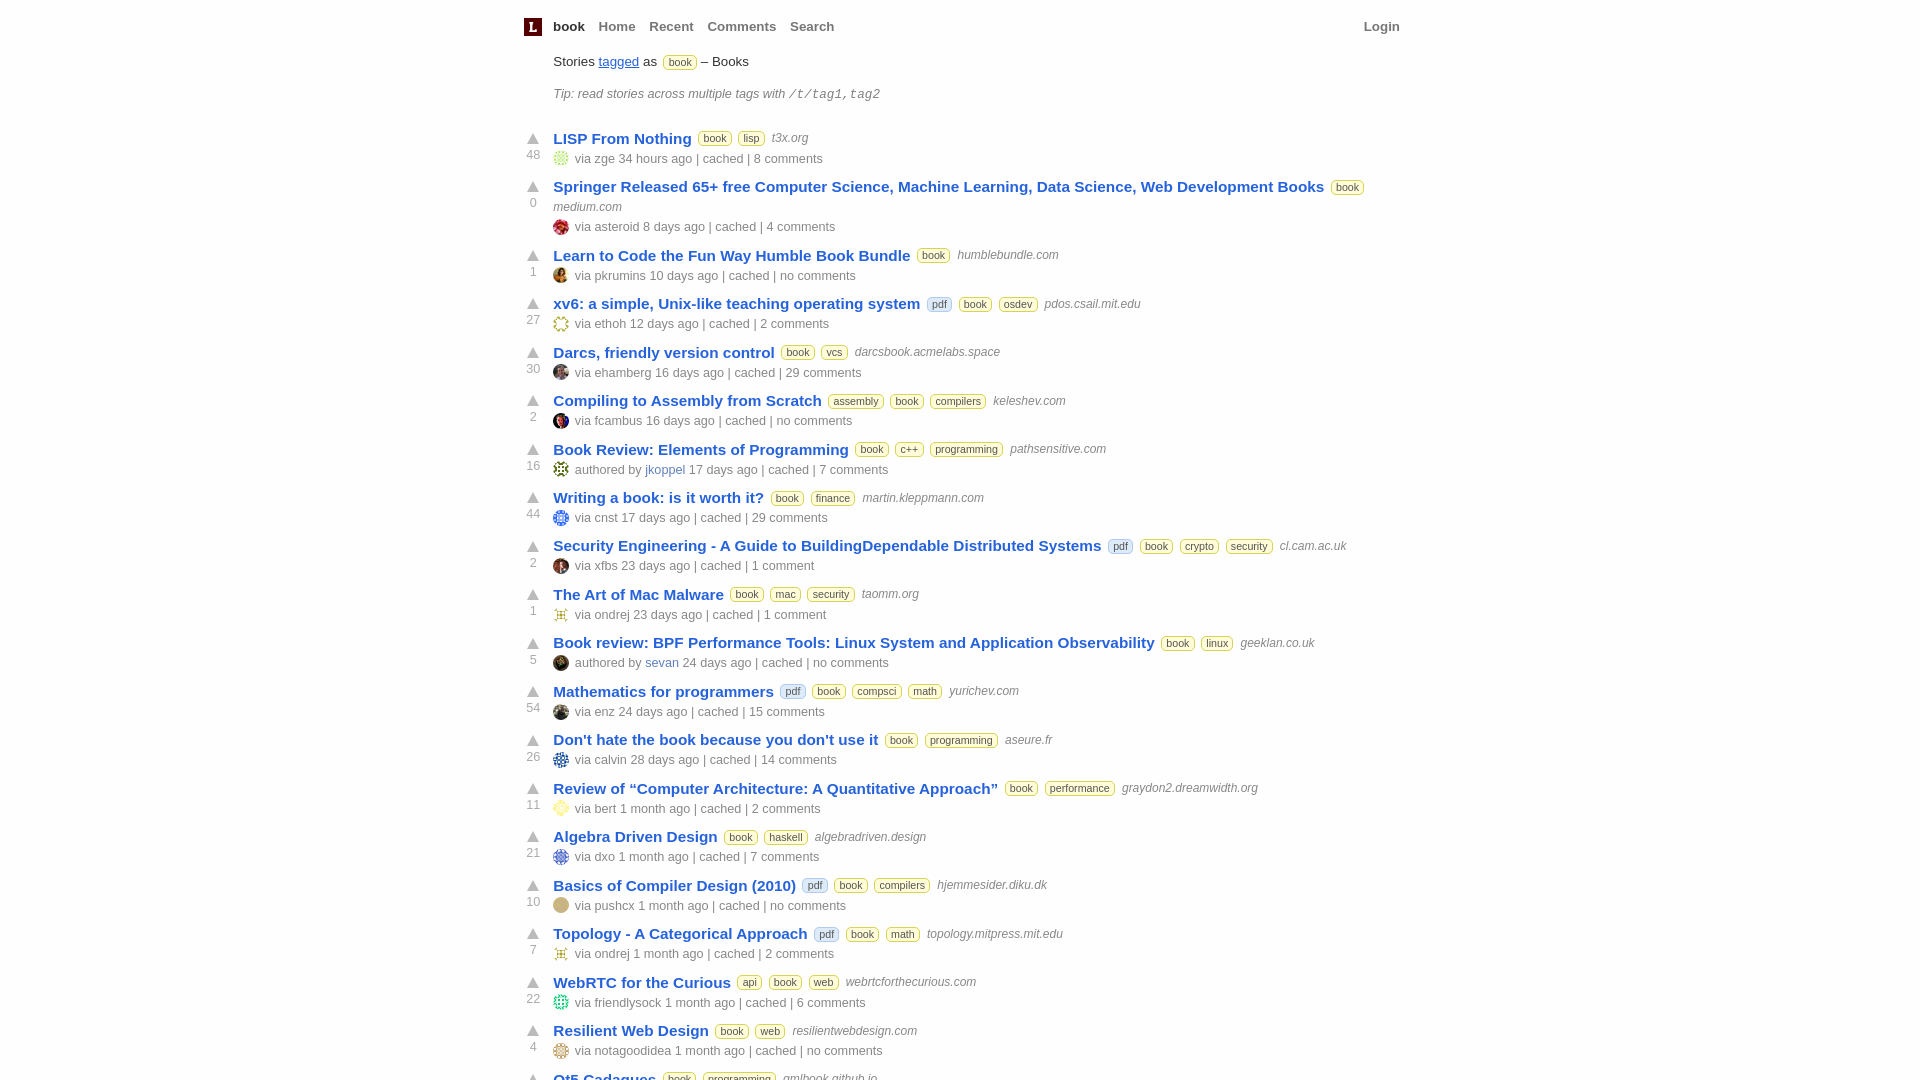 L book Home Recent Comments Search Login
Stories tagged as book – Books
Tip: read stories across multiple tags with /t/tag1,tag2
LISP From Nothing book lisp t3x.org
48
via zge 34 hours ago | cached | 8 comments
Springer Released 65+ free Computer Science, Machine Learning, Data Science, Web Development Books book
0
medium.com
via asteroid 8 days ago | cached | 4 comments
Learn to Code the Fun Way Humble Book Bundle book humblebundle.com
1
via pkrumins 10 days ago | cached | no comments
xv6: a simple, Unix-like teaching operating system pdf book osdev pdos.csail.mit.edu
27
via ethoh 12 days ago | cached | 2 comments
Darcs, friendly version control book vcs darcsbook.acmelabs.space
30
via ehamberg 16 days ago | cached | 29 comments
Compiling to Assembly from Scratch assembly book compilers keleshev.com
2
via fcambus 16 days ago | cached | no comments
Book Review: Elements of Programming book c++ programming pathsensitive.com
16
authored by jkoppel 17 days ago | cached | 7 comments
Writing a book: is it worth it? book finance martin.kleppmann.com
44
via cnst 17 days ago | cached | 29 comments
Security Engineering - A Guide to BuildingDependable Distributed Systems pdf book crypto security cl.cam.ac.uk
2
via xfbs 23 days ago | cached | 1 comment
The Art of Mac Malware book mac security taomm.org
1
via ondrej 23 days ago | cached | 1 comment
Book review: BPF Performance Tools: Linux System and Application Observability book linux geeklan.co.uk
5
authored by sevan 24 days ago | cached | no comments
Mathematics for programmers pdf book compsci math yurichev.com
54
via enz 24 days ago | cached | 15 comments
Don't hate the book because you don't use it book programming aseure.fr
26
via calvin 28 days ago | cached | 14 comments
Review of “Computer Architecture: A Quantitative Approach” book performance graydon2.dreamwidth.org
11
via bert 1 month ago | cached | 2 comments
Algebra Driven Design book haskell algebradriven.design
21
via dxo 1 month ago | cached | 7 comments
Basics of Compiler Design (2010) pdf book compilers hjemmesider.diku.dk
10
via pushcx 1 month ago | cached | no comments
Topology - A Categorical Approach pdf book math topology.mitpress.mit.edu
7
via ondrej 1 month ago | cached | 2 comments
WebRTC for the Curious api book web webrtcforthecurious.com
22
via friendlysock 1 month ago | cached | 6 comments
Resilient Web Design book web resilientwebdesign.com
4
via notagoodidea 1 month ago | cached | no comments
Qt5 Cadaques book programming qmlbook.github.io